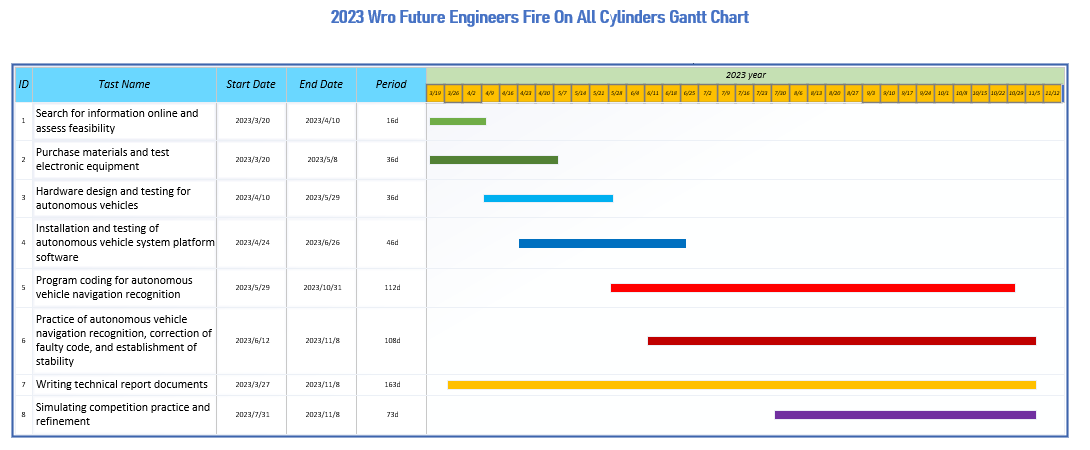 2023 Wro Future Engineers Fire On All Cylinders Gantt Chart
ID Tast Name Start Date End Date Period 2023 year
3/19 3/26 4/2 4/9 4/16 4/23 4/30 5/7 5/14 5/21 5/28 6/4 6/11 6/18 6/25 7/2 7/9 7/16 7/23 7/30 8/6 8/13 8/20 8/27 9/3 9/10 9/17 9/24 10/1 10/8 10/15 10/22 10/29 11/5 11/12
1 Search for information online and
assess feasibility
2023/3/20 2023/4/10 16d
2 Purchase materials and test
electronic equipment
2023/3/20 2023/5/8 36d
3 Hardware design and testing for
autonomous vehicles
2023/4/10 2023/5/29 36d
4 Installation and testing of
autonomous vehicle system platform
software
2023/4/24 2023/6/26 46d
5 Program coding for autonomous
vehicle navigation recognition
2023/5/29 2023/10/31 112d
6 Practice of autonomous vehicle
navigation recognition, correction of
faulty code, and establishment of
stability
2023/6/12 2023/11/8 108d
7 Writing technical report documents 2023/3/27 2023/11/8 163d
8 Simulating competition practice and
refinement
2023/7/31 2023/11/8 73d